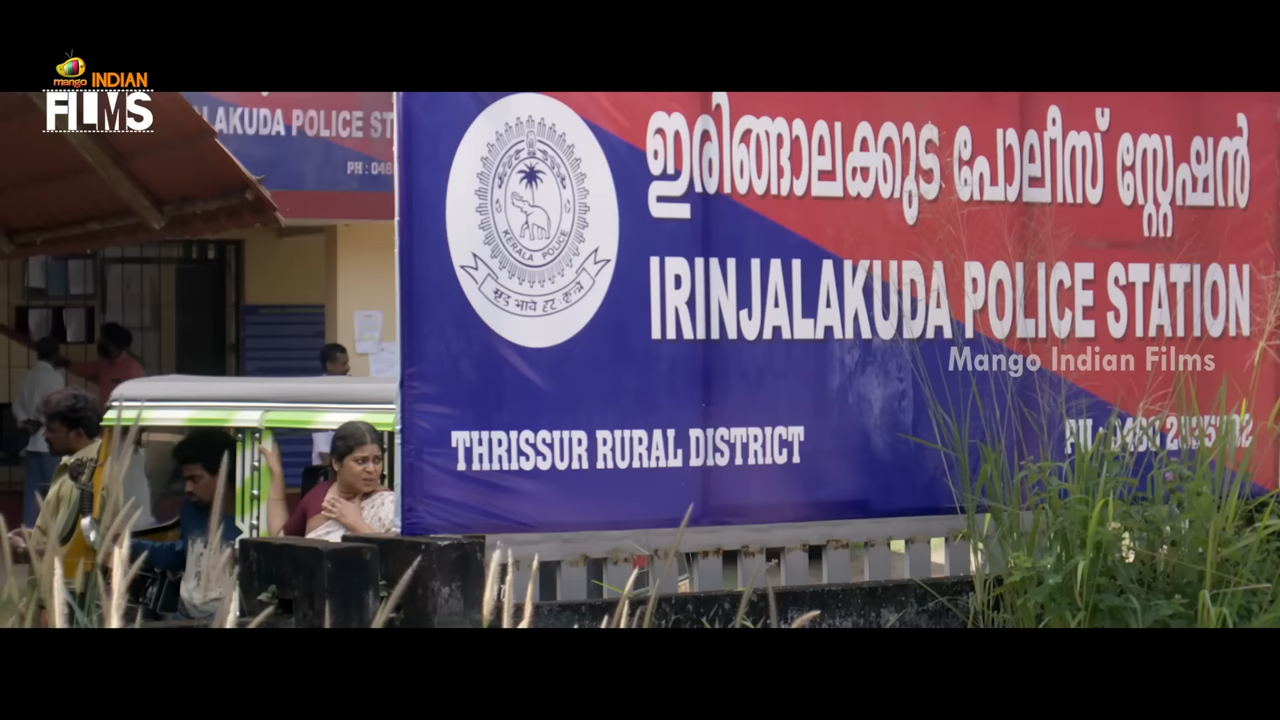 mango INDIAN
FILMS
LAKUDA POLICE ST
PH : 048
ഇരിങ്ങാലക്കുട പോലീസ് സ്റ്റേഷൻ
IRINJALAKUDA POLICE STATION
KERALA POLICE
मृदु भावे दृढ कृत्ये
Mango Indian Films
THRISSUR RURAL DISTRICT